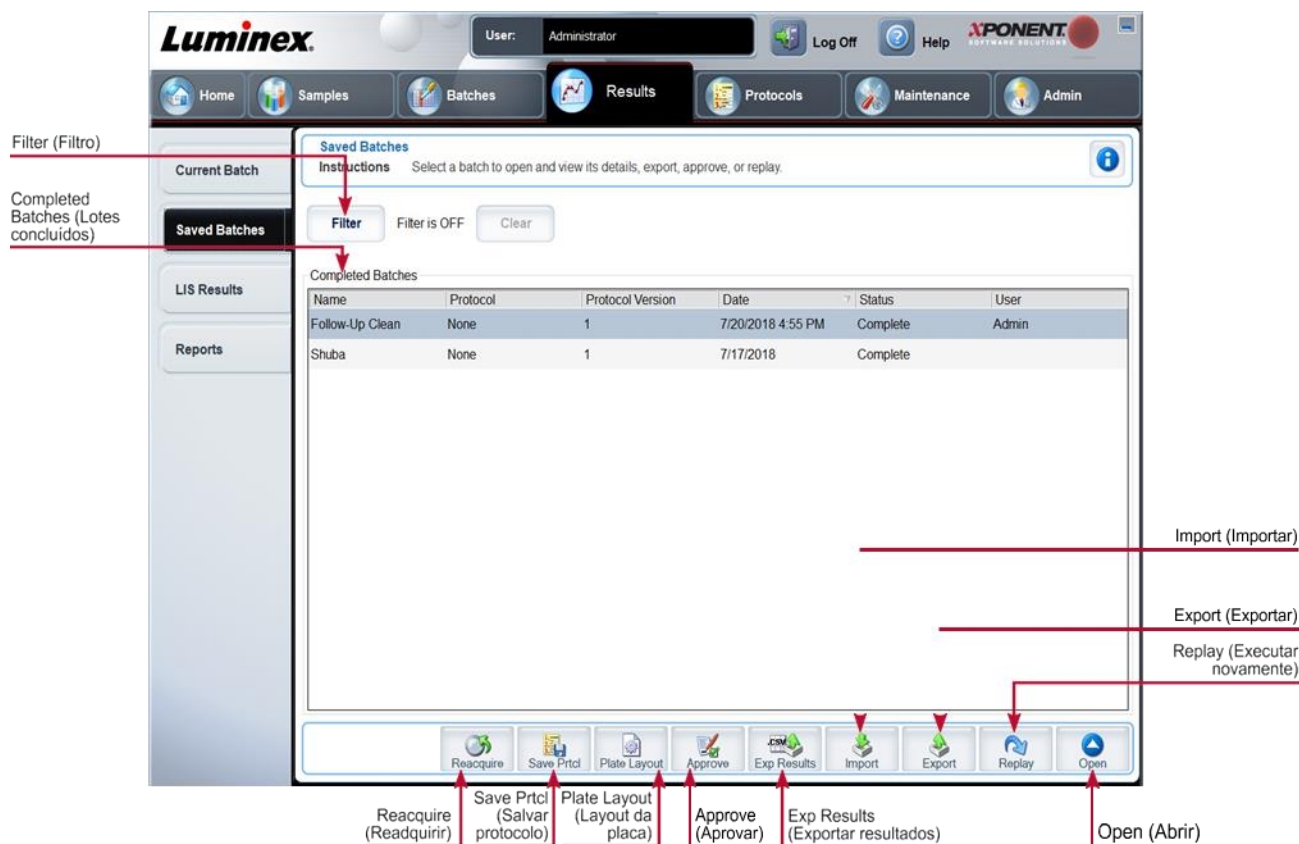 Luminex.
User:
Administrator
Log Off
Help
XPONENT.
SOFTWARE SOLUTIONS
Home
Samples
Batches
Results
Protocols
Maintenance
Admin
Filter (Filtro)
Completed
Batches (Lotes
concluidos)
Current Batch
Saved Batches
LIS Results
Reports
Saved Batches
Instructions Select a batch to open and view its details, export, approve, or replay.
Filter
Filter is OFF
Clear
Completed Batches
Name Protocol Protocol Version Date Status User
Follow-Up Clean None 1 7/20/2018 4:55 PM Complete Admin
Shuba None 1 7/17/2018 Complete
Import (Importar)
Export (Exportar)
Replay (Executar
novamente)
Reacquire
Save Prtcl
Plate Layout
Approve
.CSV
Exp Results
Import
Export
Replay
Open
Reacquire
(Readquirir)
Save Prtcl
(Salvar
protocolo)
Plate Layout
(Layout da
placa)
Approve
(Aprovar)
Exp Results
(Exportar resultados)
Open (Abrir)